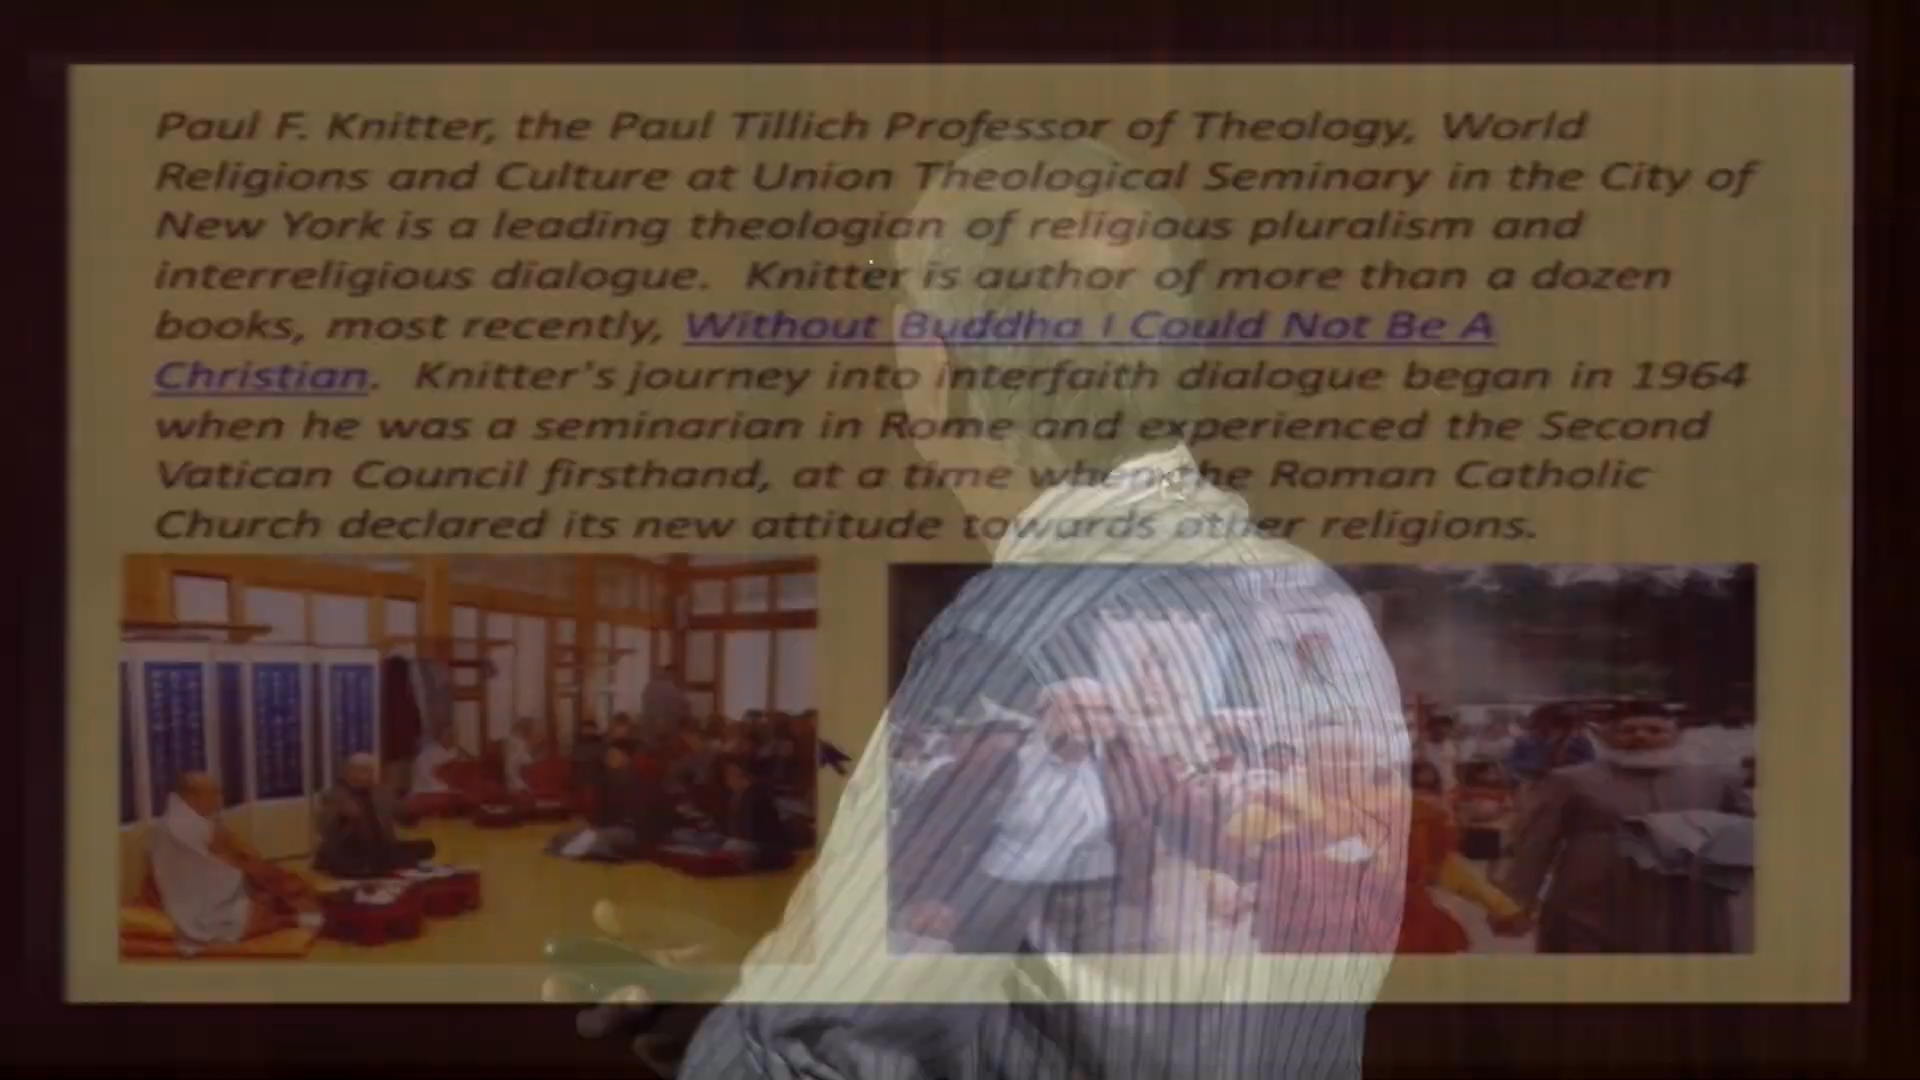 Paul F. Knitter, the Paul Tillich Professor of Theology, World
Religions and Culture at Union Theological Seminary in the City of
New York is a leading theologian of religious pluralism and
interreligious dialogue. Knitter is author of more than a dozen
books, most recently, Without Buddha I Could Not Be A
Christian. Knitter's journey into interfaith dialogue began in 1964
when he was a seminarian in Rome and experienced the Second
Vatican Council firsthand, at a time when the Roman Catholic
Church declared its new attitude towards other religions.